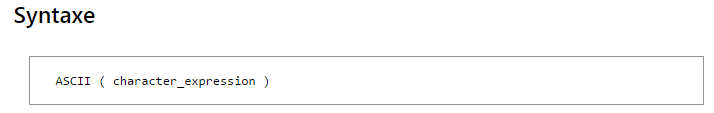 Syntaxe
ASCII ( character_expression )